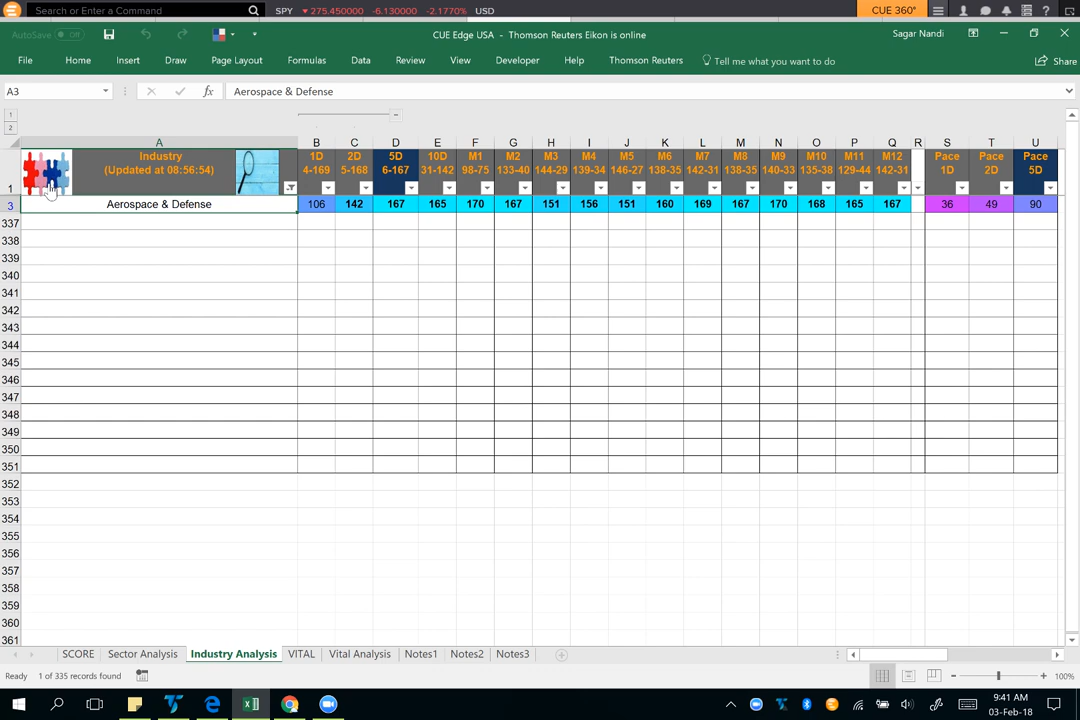 Search or Enter a Command SPY 275.450000 -6.130000 -2.1770% USD CUE 360°
AutoSave Off CUE Edge USA - Thomson Reuters Eikon is online Sagar Nandi
File Home Insert Draw Page Layout Formulas Data Review View Developer Help Thomson Reuters Tell me what you want to do Share
A3 fx Aerospace & Defense
1
2
A B C D E F G H I J K L M N O P Q R S T U
Industry 1D 2D 5D 10D M1 M2 M3 M4 M5 M6 M7 M8 M9 M10 M11 M12 Pace Pace Pace
(Updated at 08:56:54) 4-169 5-168 6-167 31-142 98-75 133-40 144-29 139-34 146-27 138-35 142-31 138-35 140-33 135-38 129-44 142-31 1D 2D 5D
1
3 Aerospace & Defense 106 142 167 165 170 167 151 156 151 160 169 167 170 168 165 167 36 49 90
337
338
339
340
341
342
343
344
345
346
347
348
349
350
351
352
353
354
355
356
357
358
359
360
361
SCORE Sector Analysis Industry Analysis VITAL Vital Analysis Notes1 Notes2 Notes3
Ready 1 of 335 records found 100%
9:41 AM
03-Feb-18